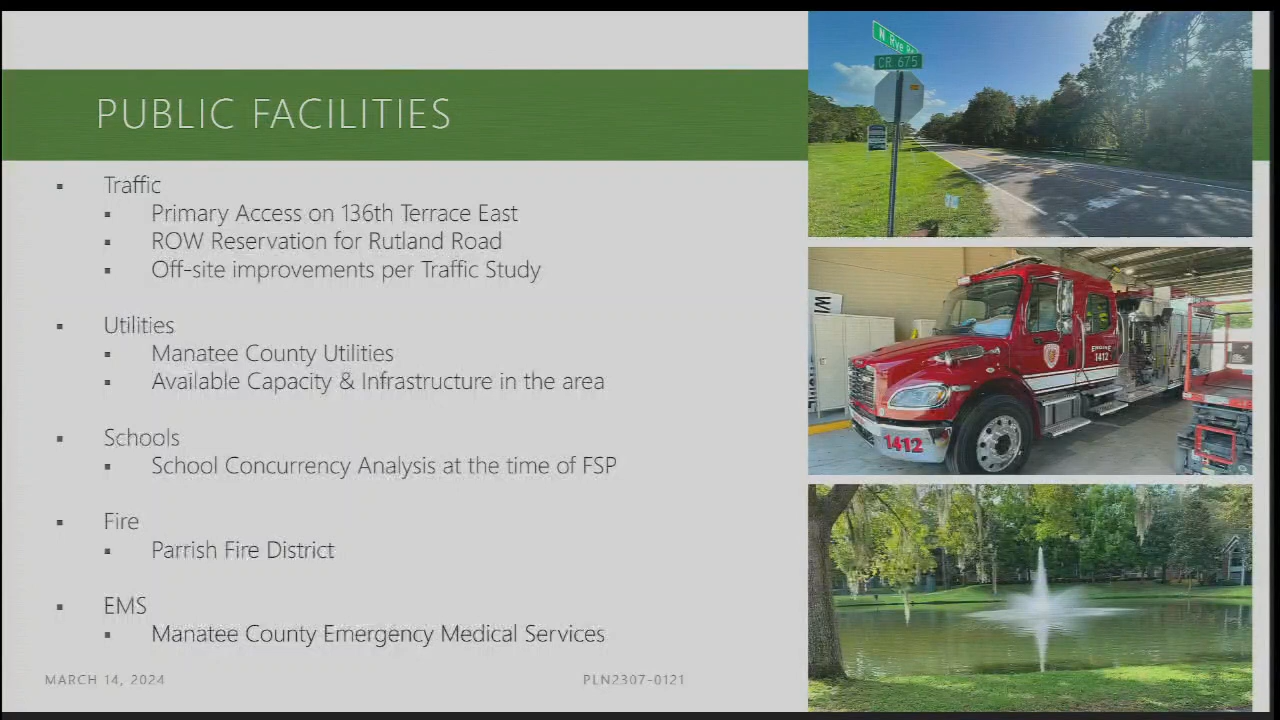 PUBLIC FACILITIES
▪ Traffic
▪ Primary Access on 136th Terrace East
▪ ROW Reservation for Rutland Road
▪ Off-site improvements per Traffic Study
▪ Utilities
▪ Manatee County Utilities
▪ Available Capacity & Infrastructure in the area
▪ Schools
▪ School Concurrency Analysis at the time of FSP
▪ Fire
▪ Parrish Fire District
▪ EMS
▪ Manatee County Emergency Medical Services
MARCH 14, 2024
PLN2307-0121
N Rye Rd
CR 675
ENGINE
1412
1412